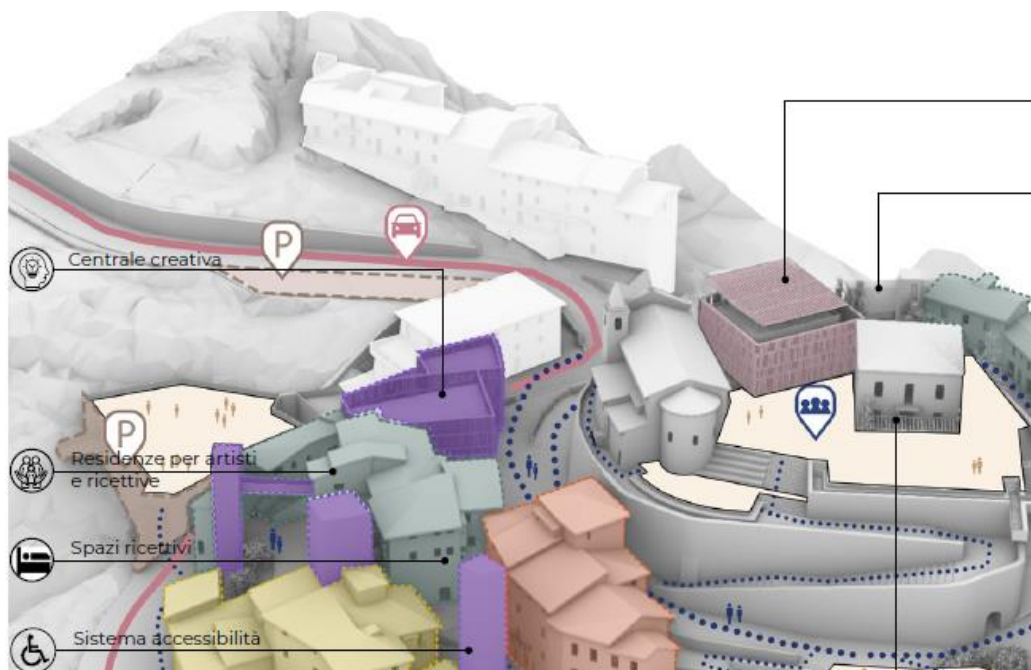 P
Centrale creativa
P
Residenze per artisti
e ricettive
Spazi ricettivi
Sistema accessibilità